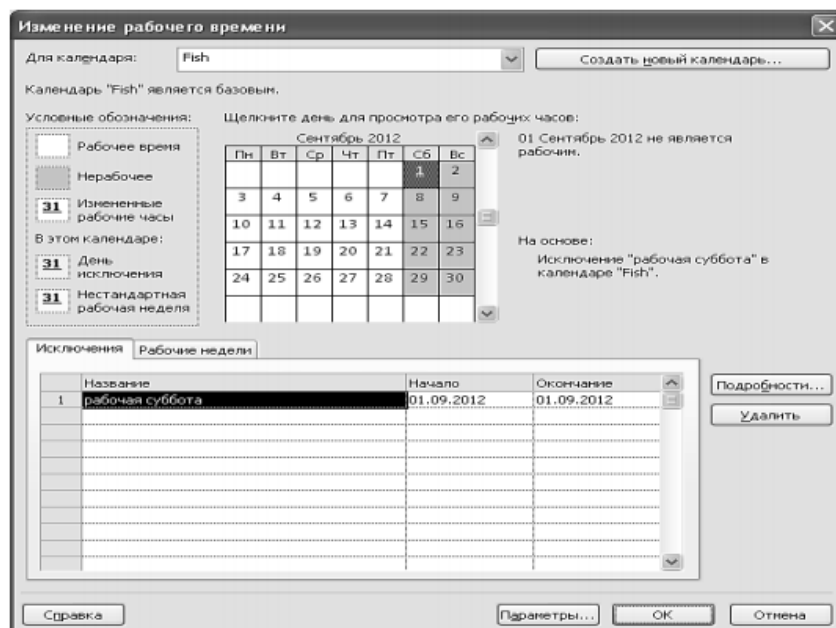 Изменение рабочего времени
Для календаря: Fish Создать новый календарь...
Календарь "Fish" является базовым.
Условные обозначения: Щелкните день для просмотра его рабочих часов:
Рабочее время
Нерабочее
31 Измененные рабочие часы
В этом календаре:
31 День исключения
31 Нестандартная рабочая неделя
Сентябрь 2012
Пн Вт Ср Чт Пт Сб Вс
1 2
3 4 5 6 7 8 9
10 11 12 13 14 15 16
17 18 19 20 21 22 23
24 25 26 27 28 29 30
01 Сентябрь 2012 не является
рабочим.
На основе:
Исключение "рабочая суббота" в
календаре "Fish".
Исключения Рабочие недели
Название Начало Окончание
1 рабочая суббота 01.09.2012 01.09.2012
Подробности...
Удалить
Справка Параметры... ОК Отмена